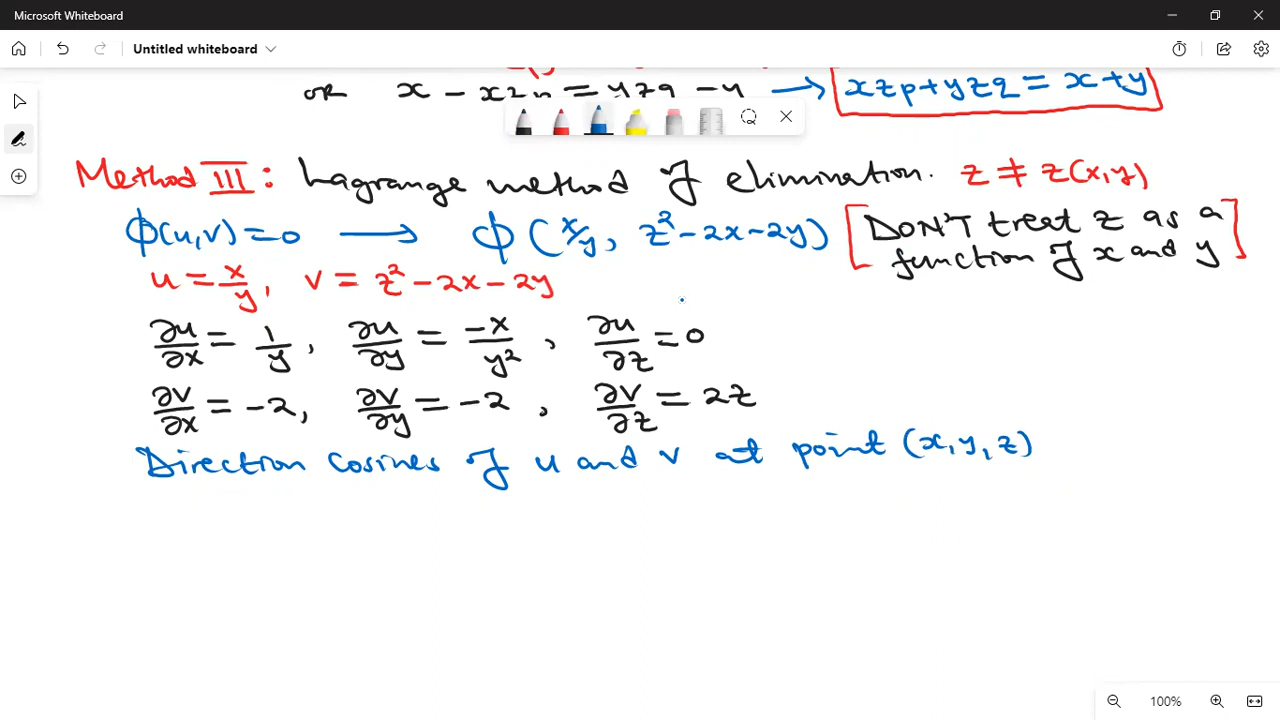 Microsoft Whiteboard
Untitled whiteboard
or x - xzp = yzq - y → xzp + yzq = x + y
Method III: Lagrange method of elimination. z ≠ z(x,y)
ϕ(u,v) = 0 → ϕ(x/y, z² - 2x - 2y) [DON'T treat z as a
function of x and y]
u = x/y, v = z² - 2x - 2y
∂u/∂x = 1/y, ∂u/∂y = -x/y², ∂u/∂z = 0
∂v/∂x = -2, ∂v/∂y = -2, ∂v/∂z = 2z
Direction cosines of u and v at point (x,y,z)
100%